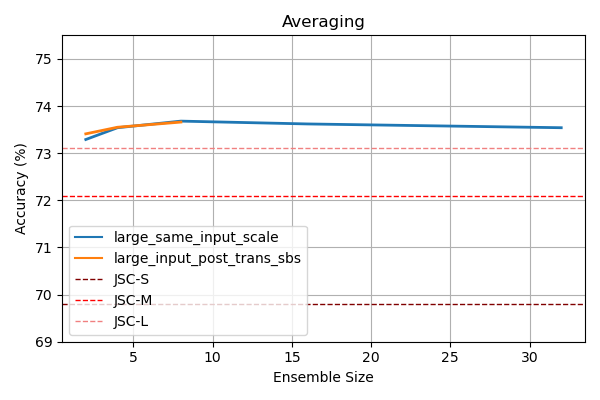 Averaging
Accuracy (%)
75
74
73
72
71
70
69
large_same_input_scale
large_input_post_trans_sbs
JSC-S
JSC-M
JSC-L
5 10 15 20 25 30
Ensemble Size